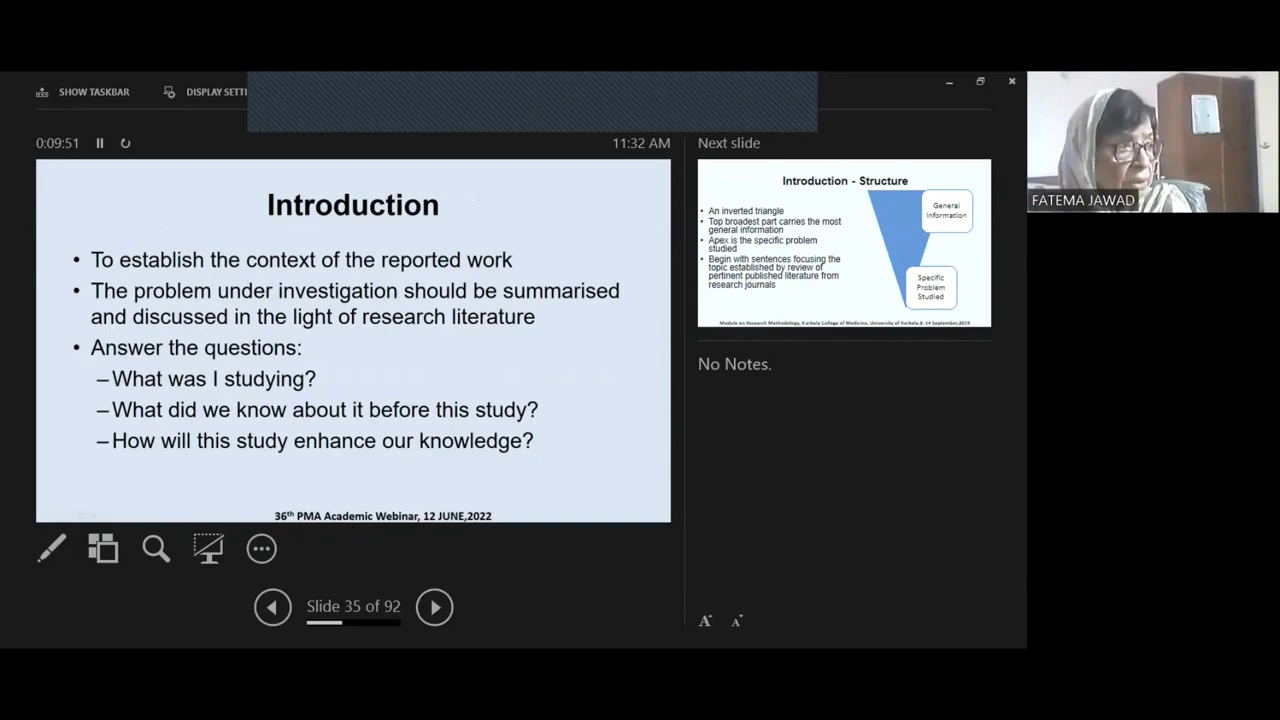 SHOW TASKBAR
DISPLAY SETT
0:09:51
11:32 AM
Introduction
• To establish the context of the reported work
• The problem under investigation should be summarised
and discussed in the light of research literature
• Answer the questions:
–What was I studying?
–What did we know about it before this study?
–How will this study enhance our knowledge?
36th PMA Academic Webinar, 12 JUNE,2022
Slide 35 of 92
Next slide
Introduction - Structure
• An inverted triangle
• Top broadest part carries the most
general information
• Apex is the specific problem
studied
• Begin with sentences focusing the
topic established by review of
pertinent published literature from
research journals
General
Information
Specific
Problem
Studied
Module on Research Methodology, Karbala College of Medicine, University of Karbala,8-14 September,2019
No Notes.
A A
FATEMA JAWAD